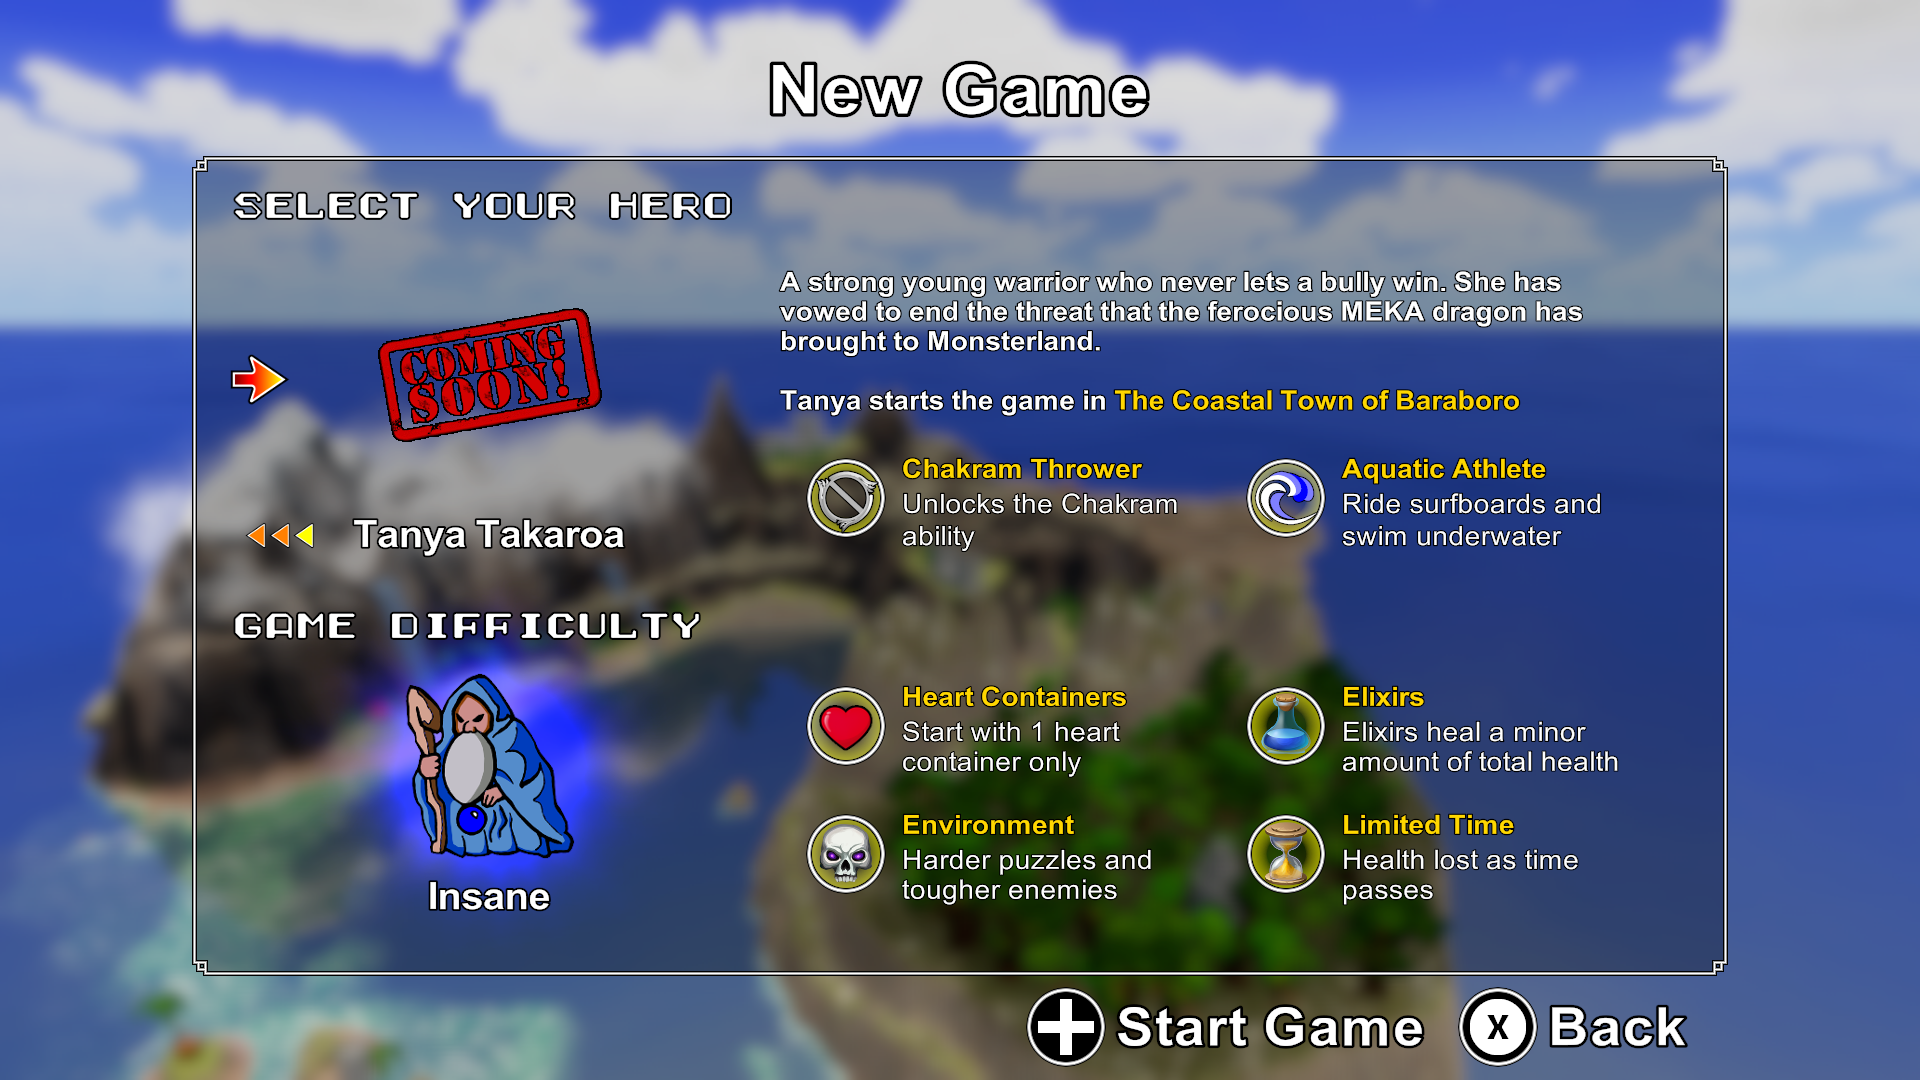 New Game
SELECT YOUR HERO
COMING
SOON!
Tanya Takaroa
A strong young warrior who never lets a bully win. She has
vowed to end the threat that the ferocious MEKA dragon has
brought to Monsterland.
Tanya starts the game in The Coastal Town of Baraboro
Chakram Thrower
Unlocks the Chakram
ability
Aquatic Athlete
Ride surfboards and
swim underwater
GAME DIFFICULTY
Insane
Heart Containers
Start with 1 heart
container only
Elixirs
Elixirs heal a minor
amount of total health
Environment
Harder puzzles and
tougher enemies
Limited Time
Health lost as time
passes
Start Game
X Back